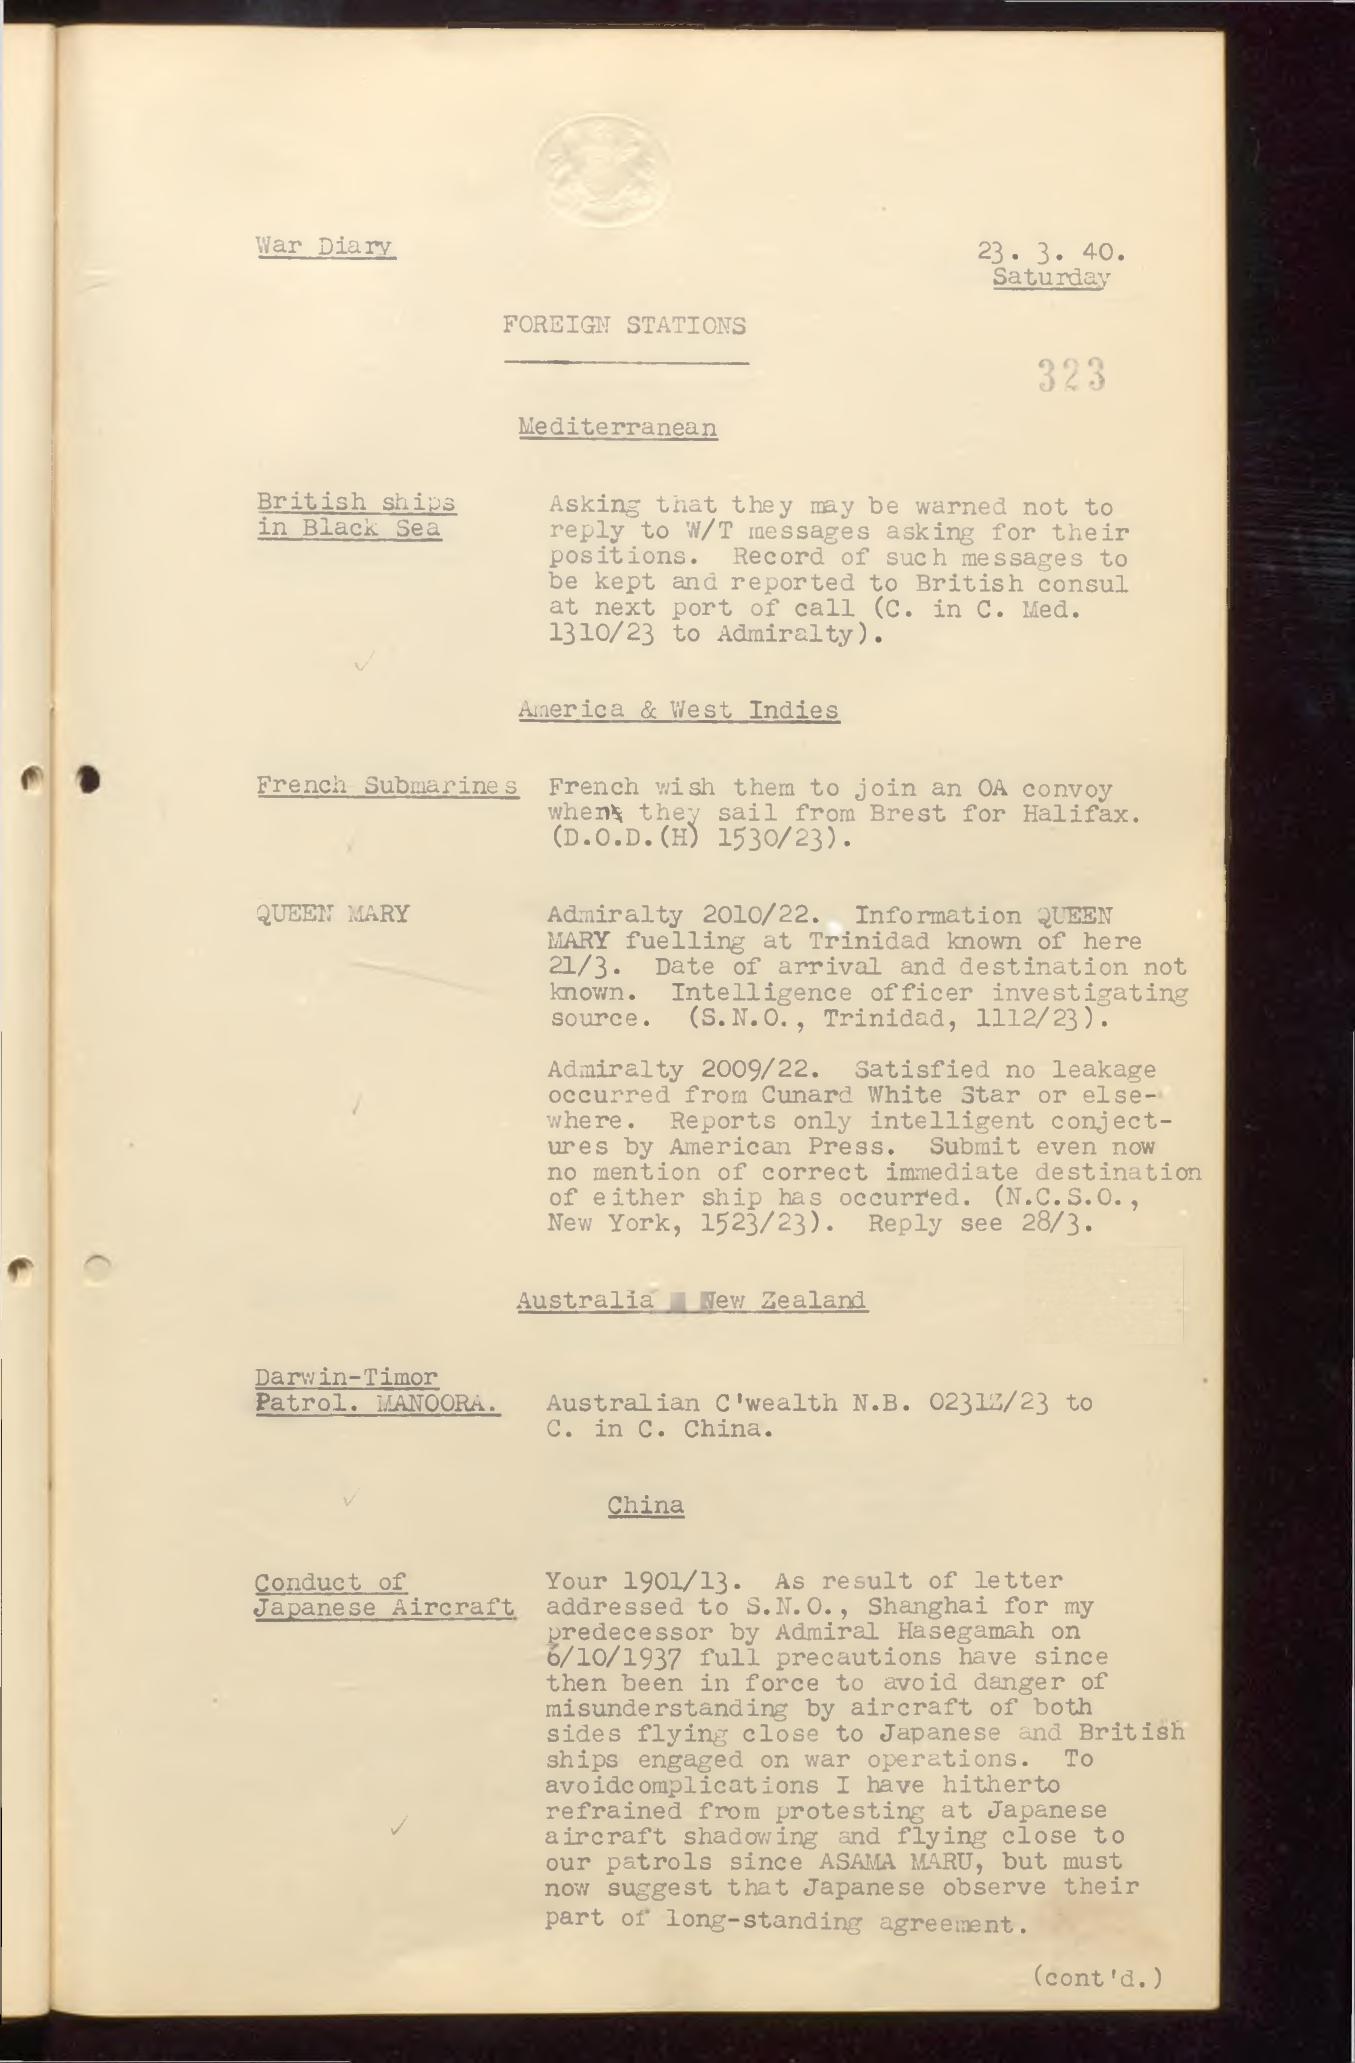 War Diary
23. 3. 40.
Saturday
FOREIGN STATIONS
323
Mediterranean
British ships
in Black Sea
Asking that they may be warned not to
reply to W/T messages asking for their
positions. Record of such messages to
be kept and reported to British consul
at next port of call (C. in C. Med.
1310/23 to Admiralty).
America & West Indies
French Submarines
French wish them to join an OA convoy
when they sail from Brest for Halifax.
(D.O.D.(H) 1530/23).
QUEEN MARY
Admiralty 2010/22. Information QUEEN
MARY fuelling at Trinidad known of here
21/3. Date of arrival and destination not
known. Intelligence officer investigating
source. (S.N.O., Trinidad, 1112/23).
Admiralty 2009/22. Satisfied no leakage
occurred from Cunard White Star or else-
where. Reports only intelligent conject-
ures by American Press. Submit even now
no mention of correct immediate destination
of either ship has occurred. (N.C.S.O.,
New York, 1523/23). Reply see 28/3.
Australia New Zealand
Darwin-Timor
Patrol. MANOORA.
Australian C'wealth N.B. 0231Z/23 to
C. in C. China.
China
Conduct of
Japanese Aircraft
Your 1901/13. As result of letter
addressed to S.N.O., Shanghai for my
predecessor by Admiral Hasegamah on
6/10/1937 full precautions have since
then been in force to avoid danger of
misunderstanding by aircraft of both
sides flying close to Japanese and British
ships engaged on war operations. To
avoidcomplications I have hitherto
refrained from protesting at Japanese
aircraft shadowing and flying close to
our patrols since ASAMA MARU, but must
now suggest that Japanese observe their
part of long-standing agreement.
(cont'd.)